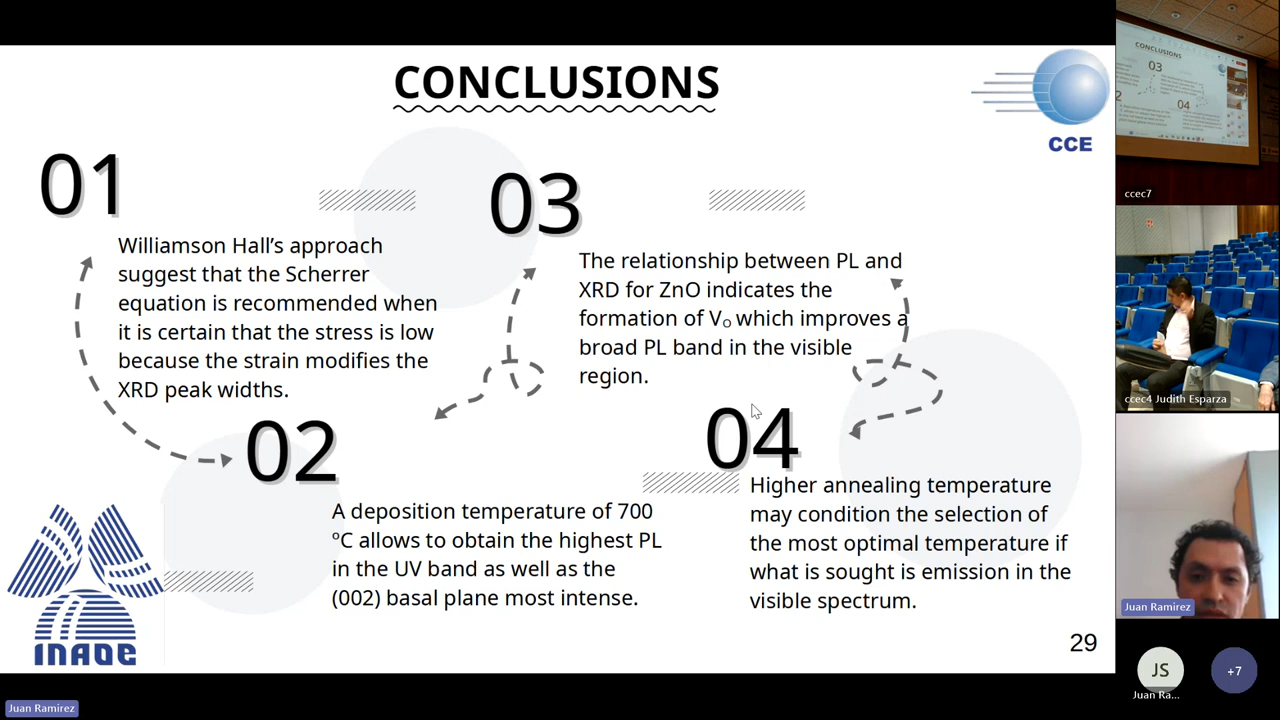 CONCLUSIONS
CCE
01
Williamson Hall's approach
suggest that the Scherrer
equation is recommended when
it is certain that the stress is low
because the strain modifies the
XRD peak widths.
02
A deposition temperature of 700
ºC allows to obtain the highest PL
in the UV band as well as the
(002) basal plane most intense.
03
The relationship between PL and
XRD for ZnO indicates the
formation of Vo which improves a
broad PL band in the visible
region.
04
Higher annealing temperature
may condition the selection of
the most optimal temperature if
what is sought is emission in the
visible spectrum.
INAOE
29
Juan Ramirez
CONCLUSIONS
03
04
ccec7
ccec4 Judith Esparza
Juan Ramirez
JS
Juan Ra...
+7